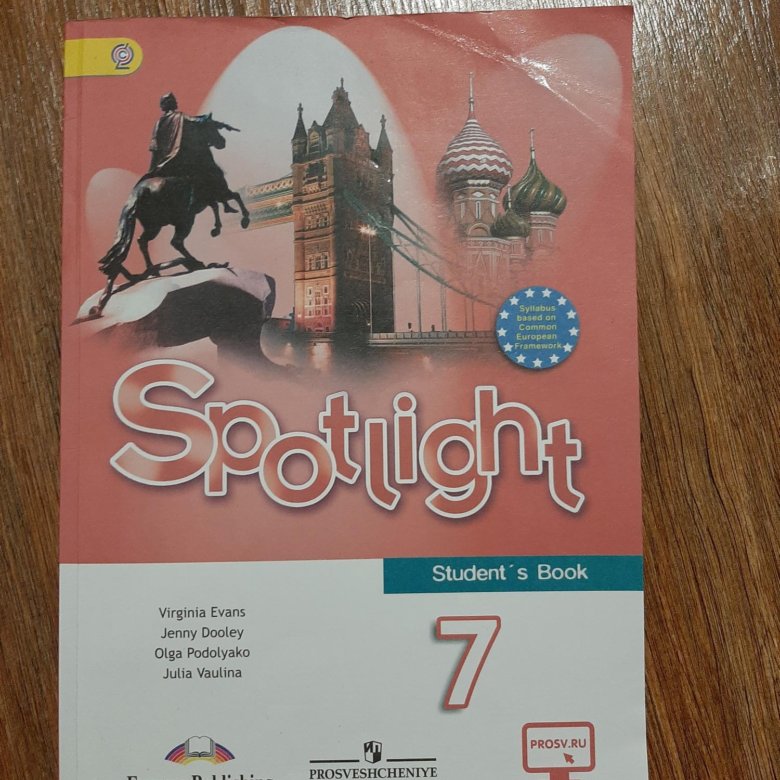 Syllabus
based on
Common
European
Framework
Spotlight
Student´s Book
Virginia Evans
Jenny Dooley
Olga Podolyako
Julia Vaulina
7
PROSVESHCHENIYE
PROSV.RU